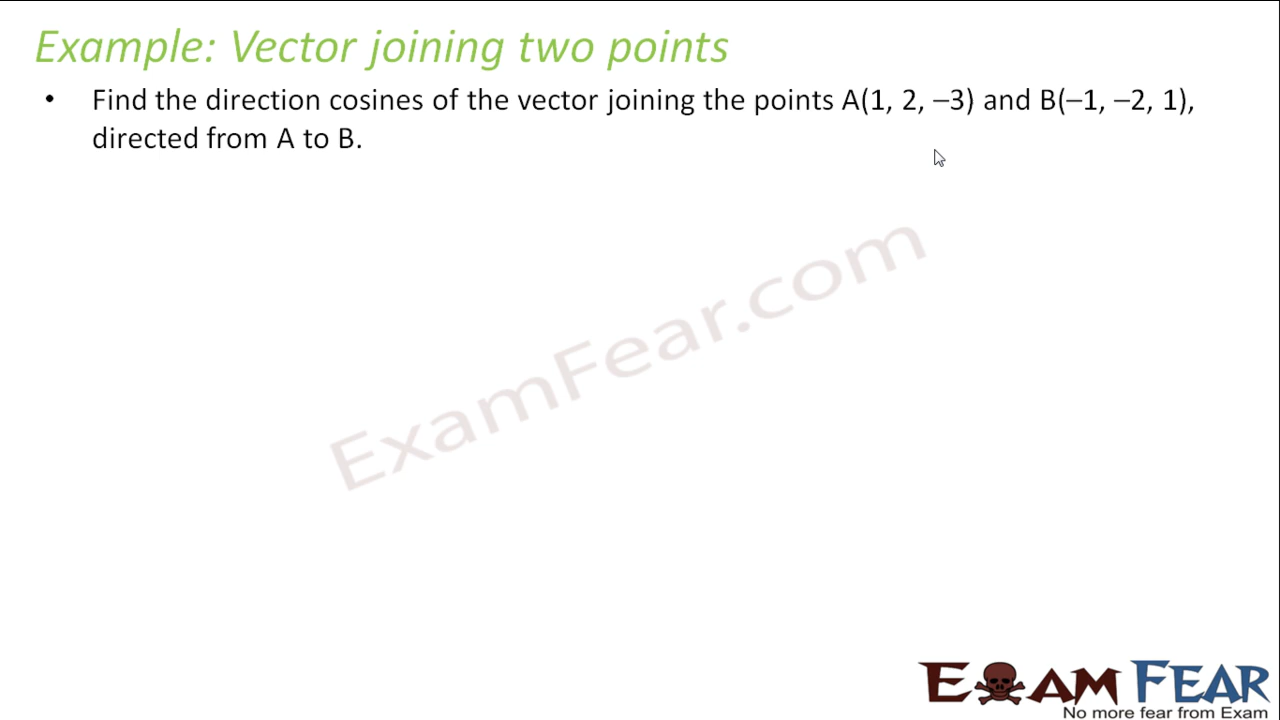 Example: Vector joining two points
• Find the direction cosines of the vector joining the points A(1, 2, –3) and B(–1, –2, 1),
directed from A to B.
ExamFear.com
EXAM FEAR
No more fear from Exam